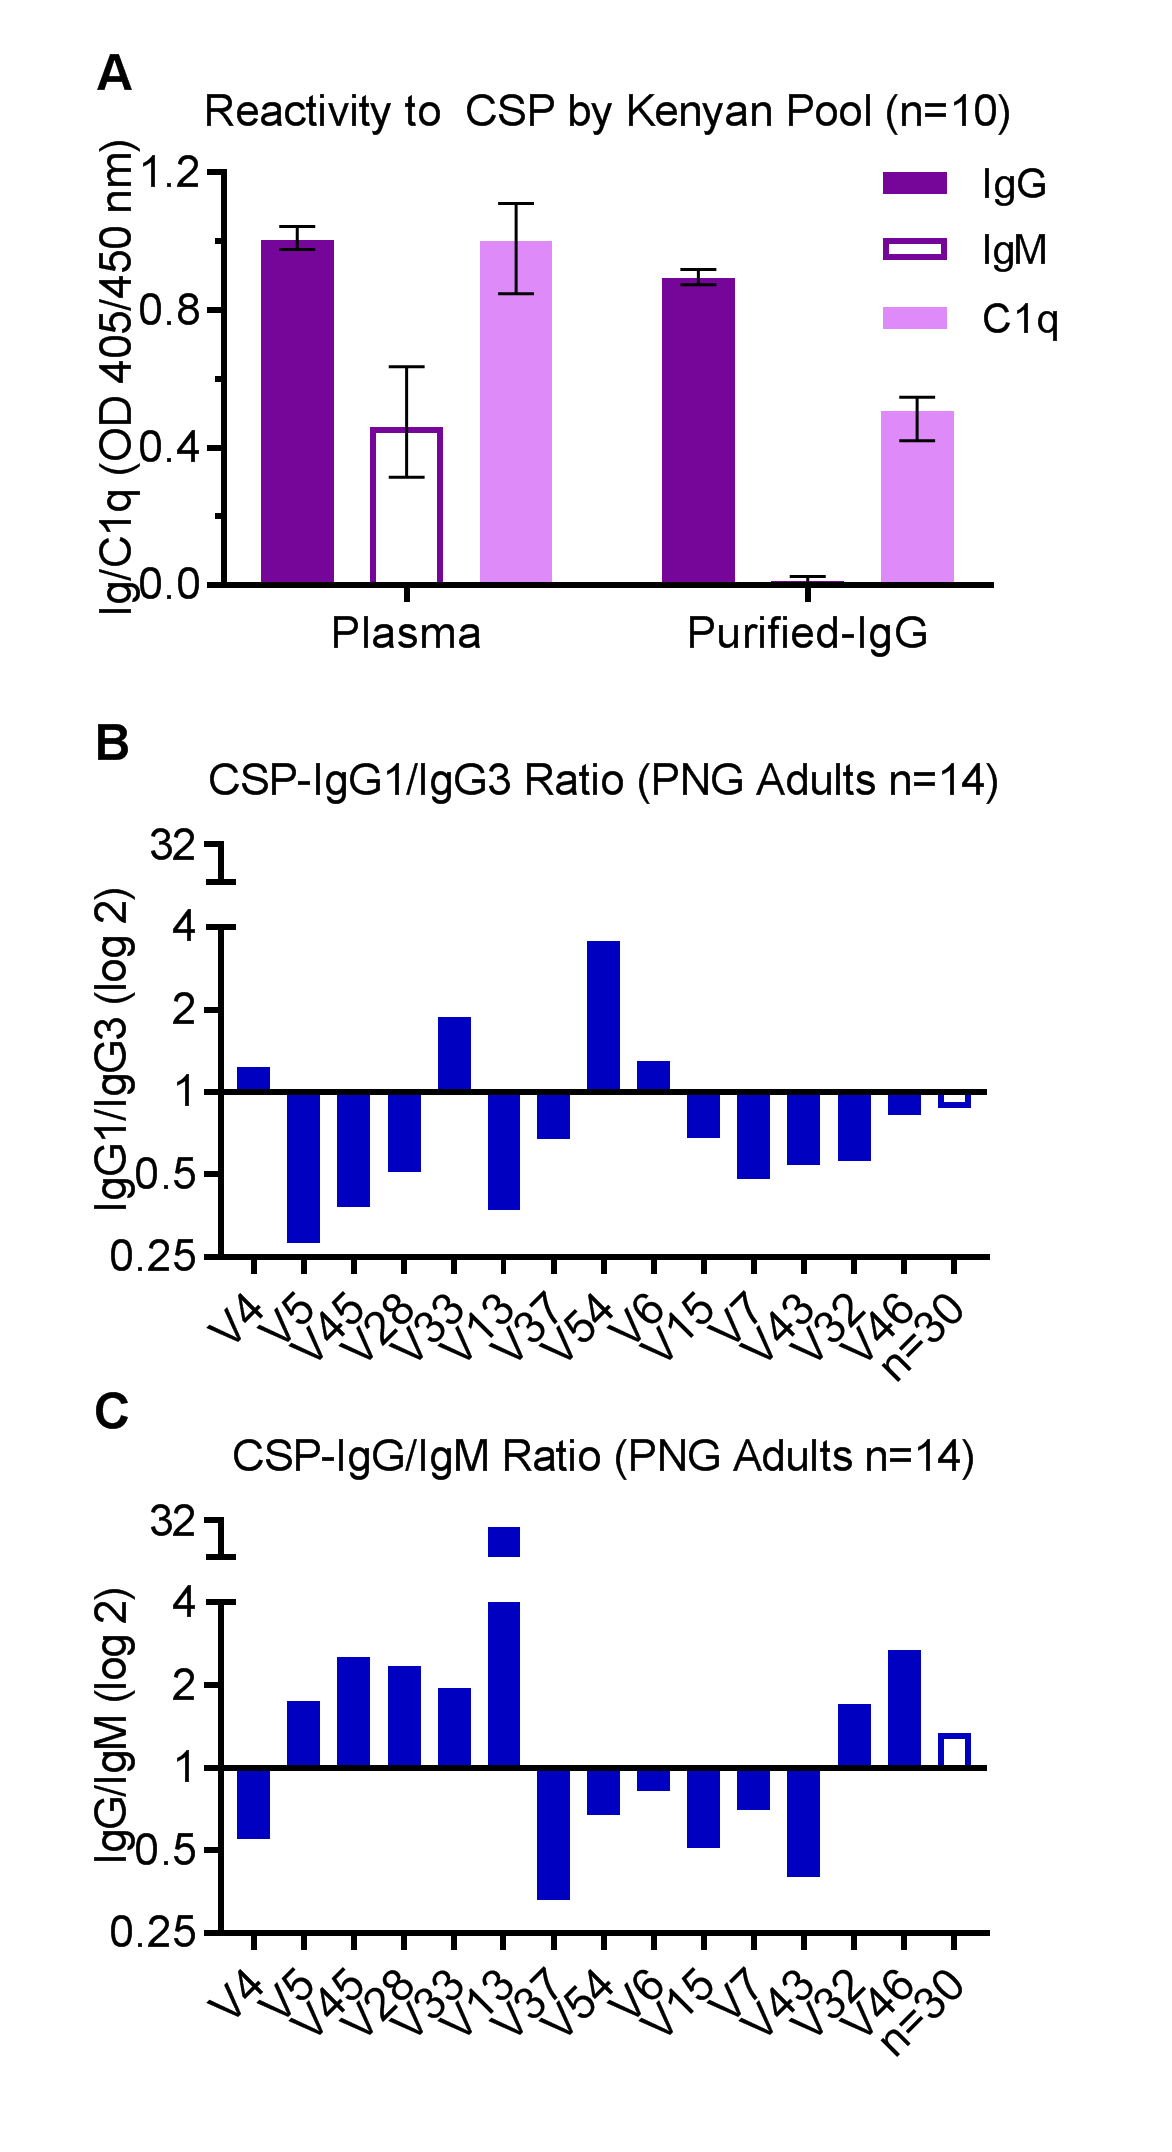 A
Reactivity to CSP by Kenyan Pool (n=10)
Ig/C1q (OD 405/450 nm)
1.2
0.8
0.4
0.0
IgG
IgM
C1q
Plasma
Purified-IgG
B
CSP-IgG1/IgG3 Ratio (PNG Adults n=14)
IgG1/IgG3 (log 2)
32
4
2
1
0.5
0.25
V4
V5
V45
V28
V33
V13
V37
V54
V6
V15
V7
V43
V32
V46
n=30
C
CSP-IgG/IgM Ratio (PNG Adults n=14)
IgG/IgM (log 2)
32
4
2
1
0.5
0.25
V4
V5
V45
V28
V33
V13
V37
V54
V6
V15
V7
V43
V32
V46
n=30